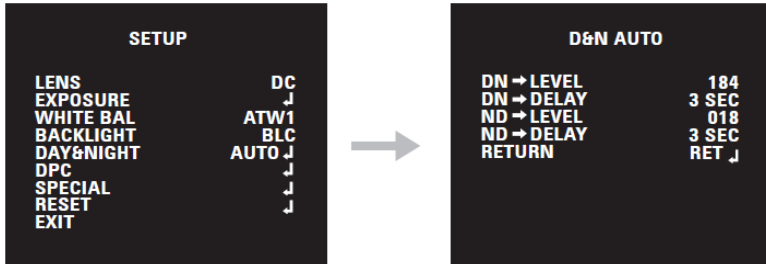 SETUP
LENS DC
EXPOSURE ↲
WHITE BAL ATW1
BACKLIGHT BLC
DAY&NIGHT AUTO ↲
DPC ↲
SPECIAL ↲
RESET ↲
EXIT
D&N AUTO
DN➞LEVEL 184
DN➞DELAY 3 SEC
ND➞LEVEL 018
ND➞DELAY 3 SEC
RETURN RET ↲